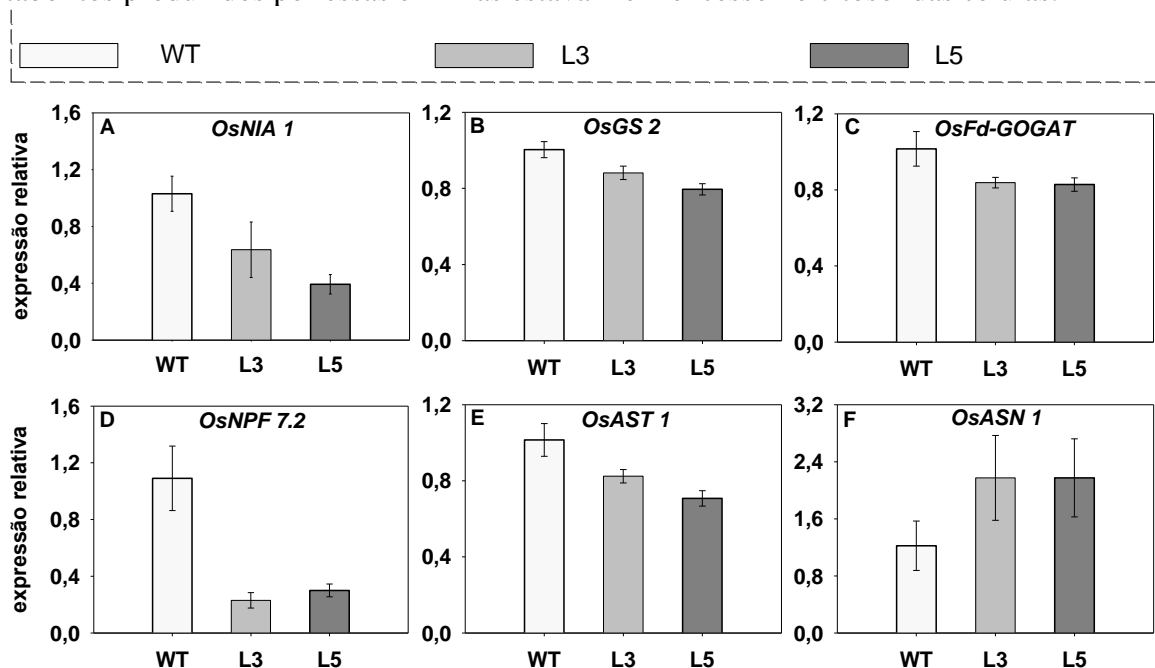 WT L3 L5
A OsNIA 1
B OsGS 2
C OsFd-GOGAT
expressão relativa
1,6
1,2
0,8
0,4
0,0
WT L3 L5
1,2
0,8
0,4
0,0
WT L3 L5
1,2
0,8
0,4
0,0
WT L3 L5
D OsNPF 7.2
E OsAST 1
F OsASN 1
expressão relativa
1,6
1,2
0,8
0,4
0,0
WT L3 L5
1,2
0,8
0,4
0,0
WT L3 L5
3,2
2,4
1,6
0,8
0,0
WT L3 L5